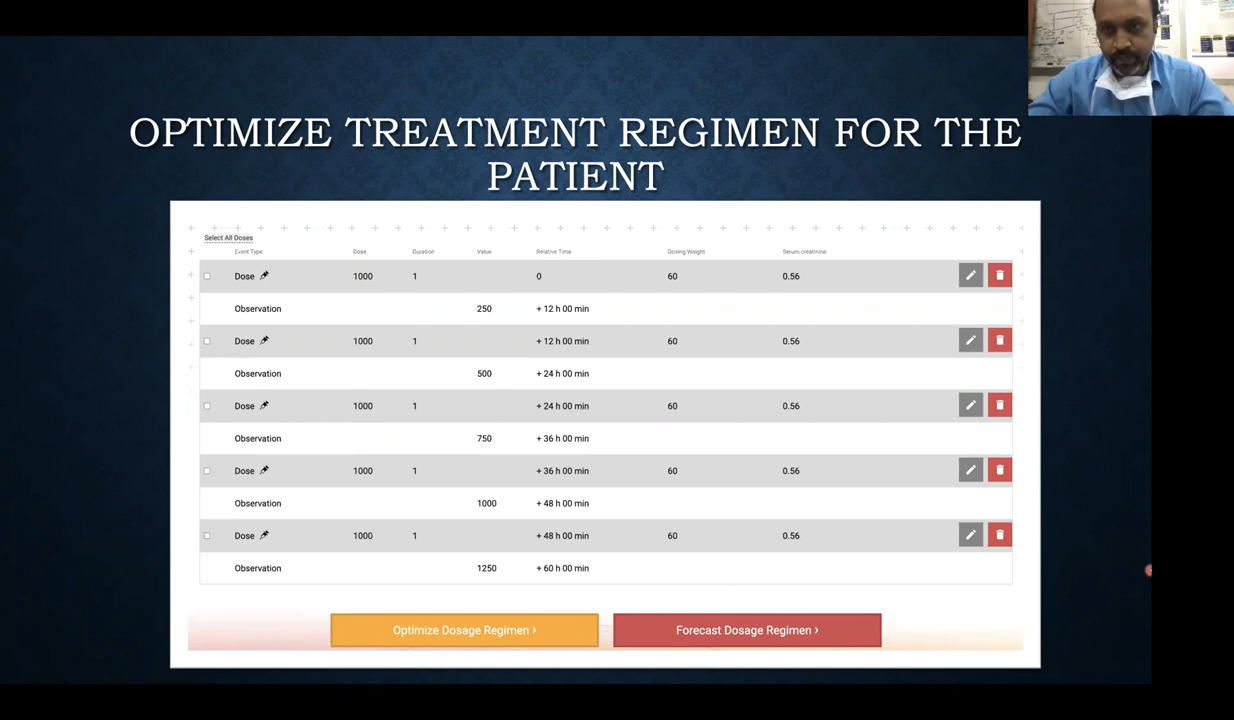 OPTIMIZE TREATMENT REGIMEN FOR THE
PATIENT
Select All Doses
Event Type Dose Duration Value Relative Time Dosing Weight Serum creatinine
Dose 1000 1 0 60 0.56
Observation 250 + 12 h 00 min
Dose 1000 1 + 12 h 00 min 60 0.56
Observation 500 + 24 h 00 min
Dose 1000 1 + 24 h 00 min 60 0.56
Observation 750 + 36 h 00 min
Dose 1000 1 + 36 h 00 min 60 0.56
Observation 1000 + 48 h 00 min
Dose 1000 1 + 48 h 00 min 60 0.56
Observation 1250 + 60 h 00 min
Optimize Dosage Regimen › Forecast Dosage Regimen ›